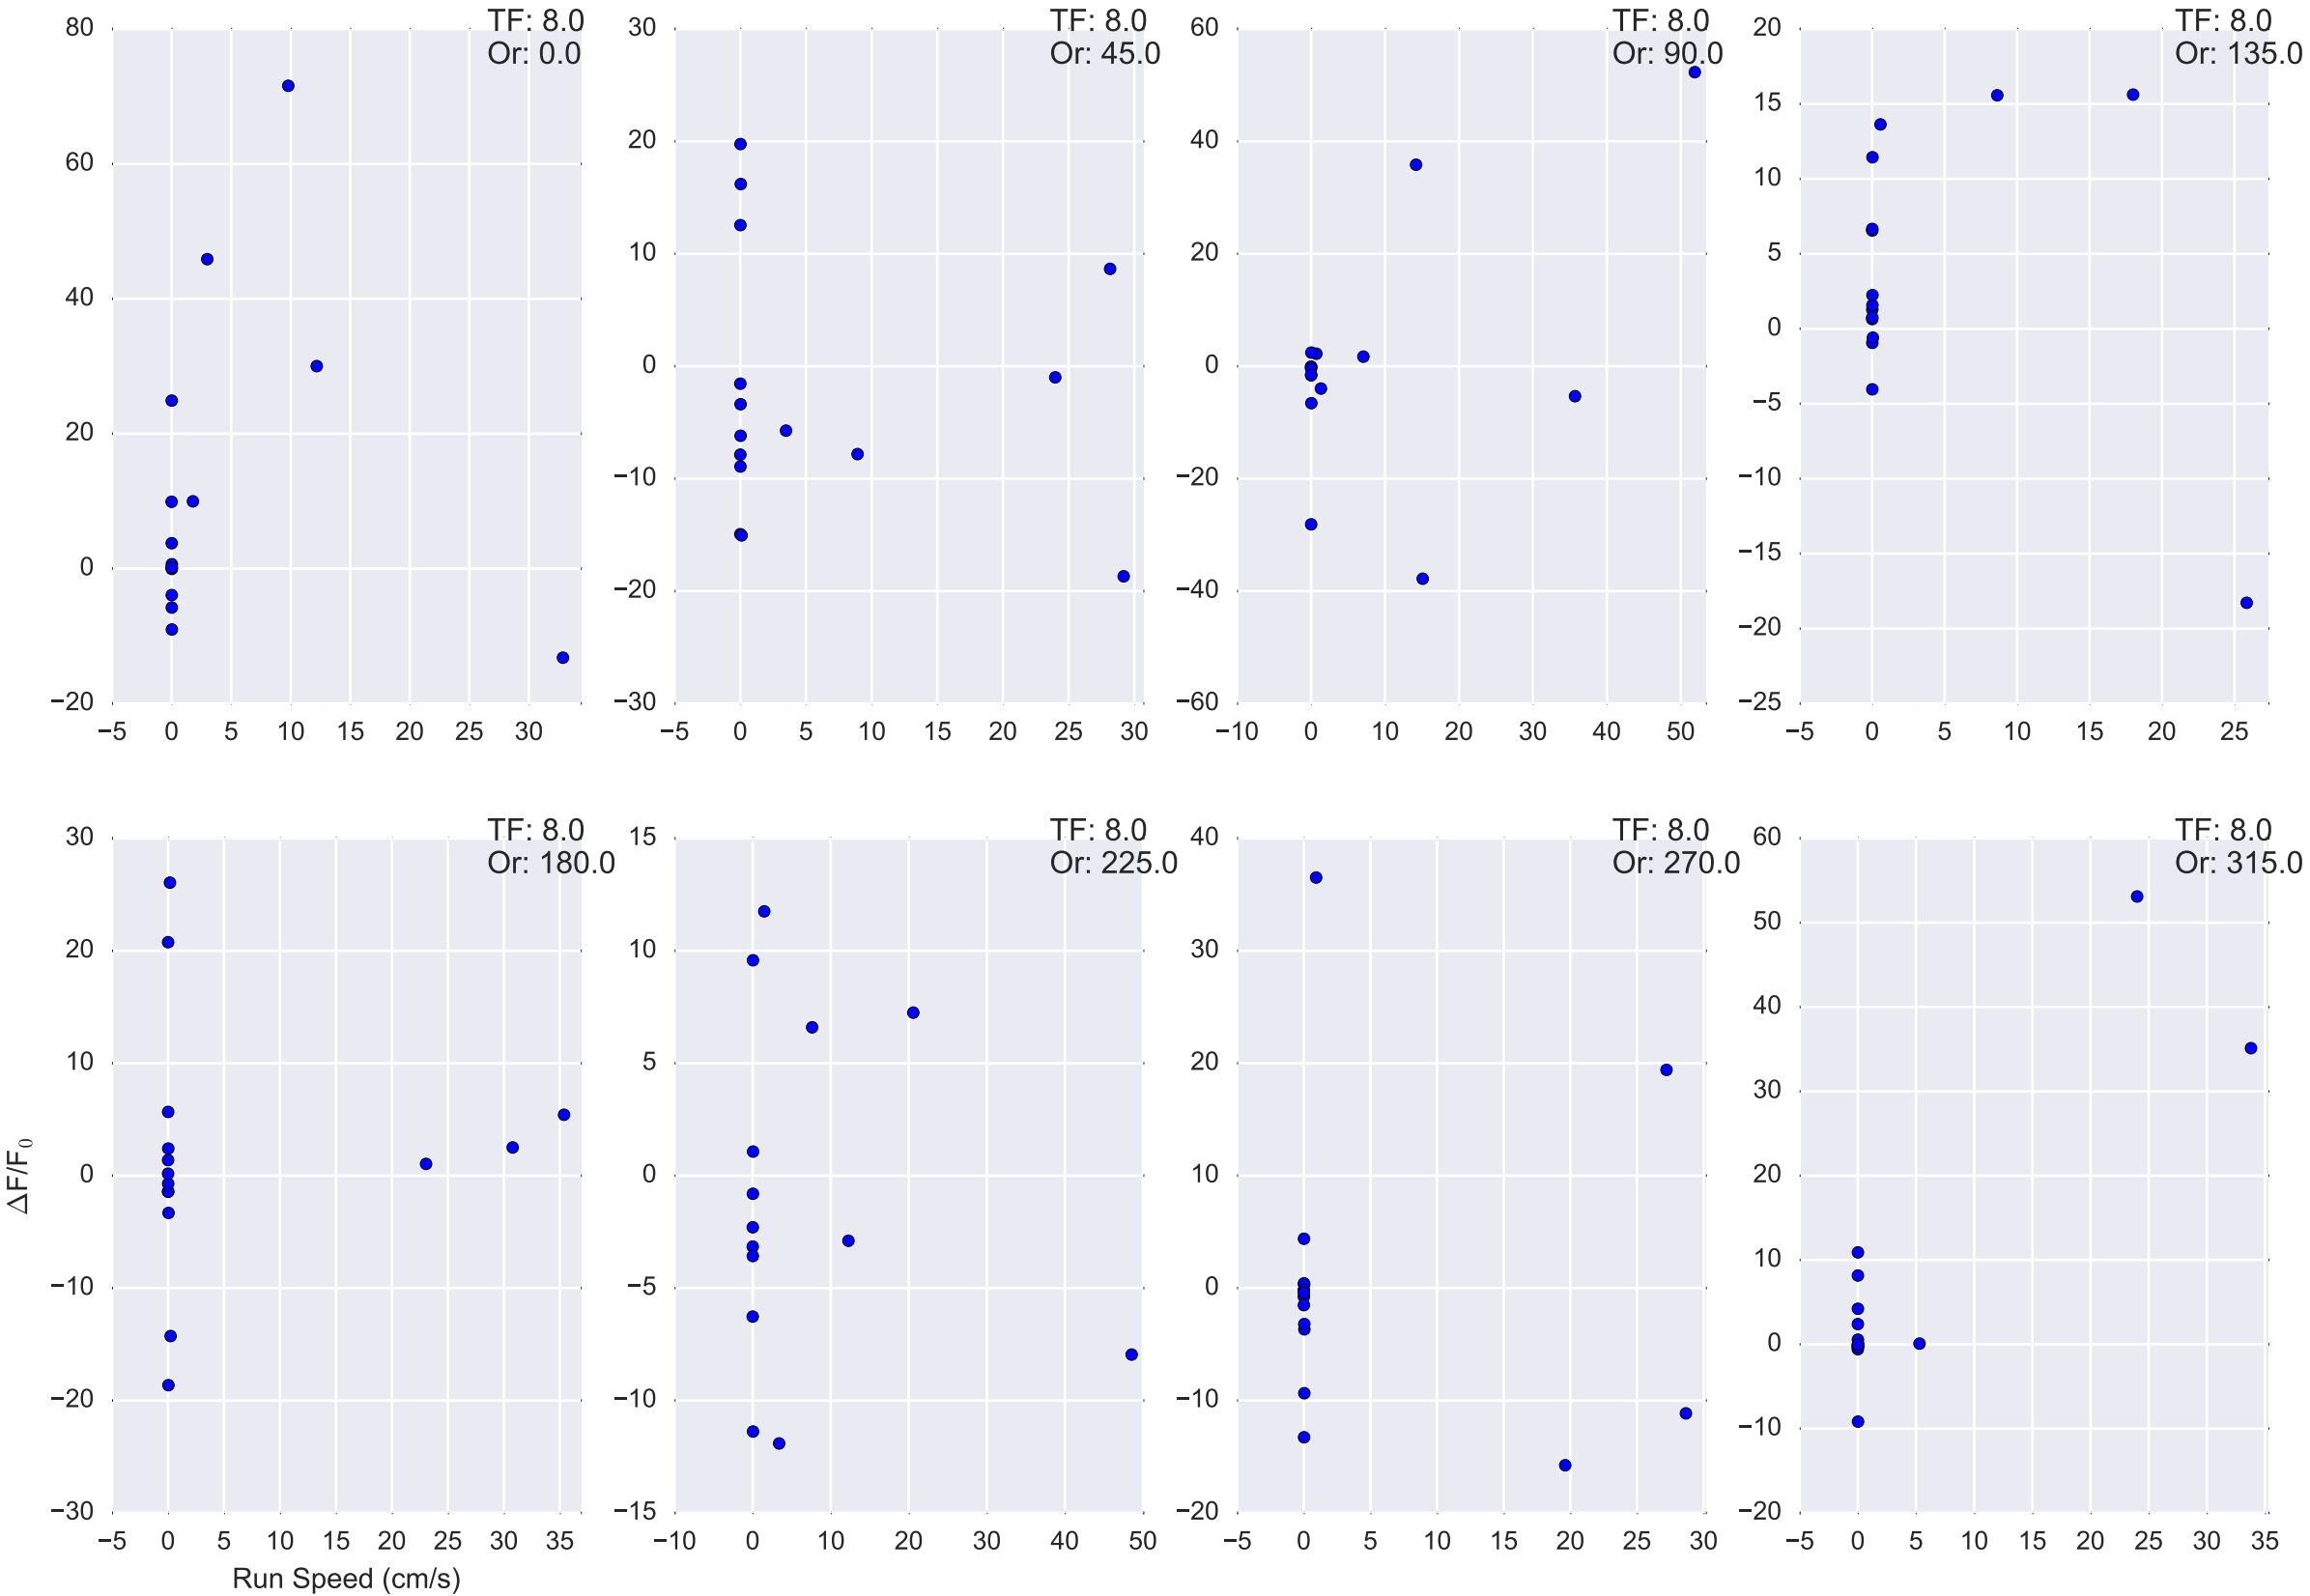 TF: 8.0
Or: 0.0
80
60
40
20
0
−20
−5 0 5 10 15 20 25 30
TF: 8.0
Or: 45.0
30
20
10
0
−10
−20
−30
−5 0 5 10 15 20 25 30
TF: 8.0
Or: 90.0
60
40
20
0
−20
−40
−60
−10 0 10 20 30 40 50
TF: 8.0
Or: 135.0
20
15
10
5
0
−5
−10
−15
−20
−25
−5 0 5 10 15 20 25
TF: 8.0
Or: 180.0
30
20
10
0
−10
−20
−30
−5 0 5 10 15 20 25 30 35
Run Speed (cm/s)
ΔF/F₀
TF: 8.0
Or: 225.0
15
10
5
0
−5
−10
−15
−10 0 10 20 30 40 50
TF: 8.0
Or: 270.0
40
30
20
10
0
−10
−20
−5 0 5 10 15 20 25 30
TF: 8.0
Or: 315.0
60
50
40
30
20
10
0
−10
−20
−5 0 5 10 15 20 25 30 35